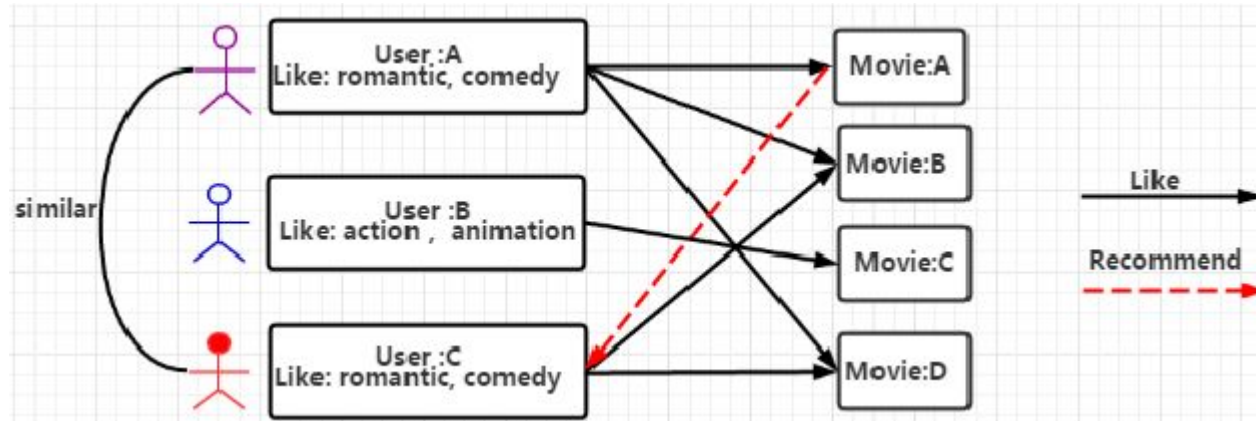 User :A
Like: romantic, comedy
Movie:A
Movie:B
Like
similar
User :B
Like: action , animation
Movie:C
Recommend
User :C
Like: romantic, comedy
Movie:D